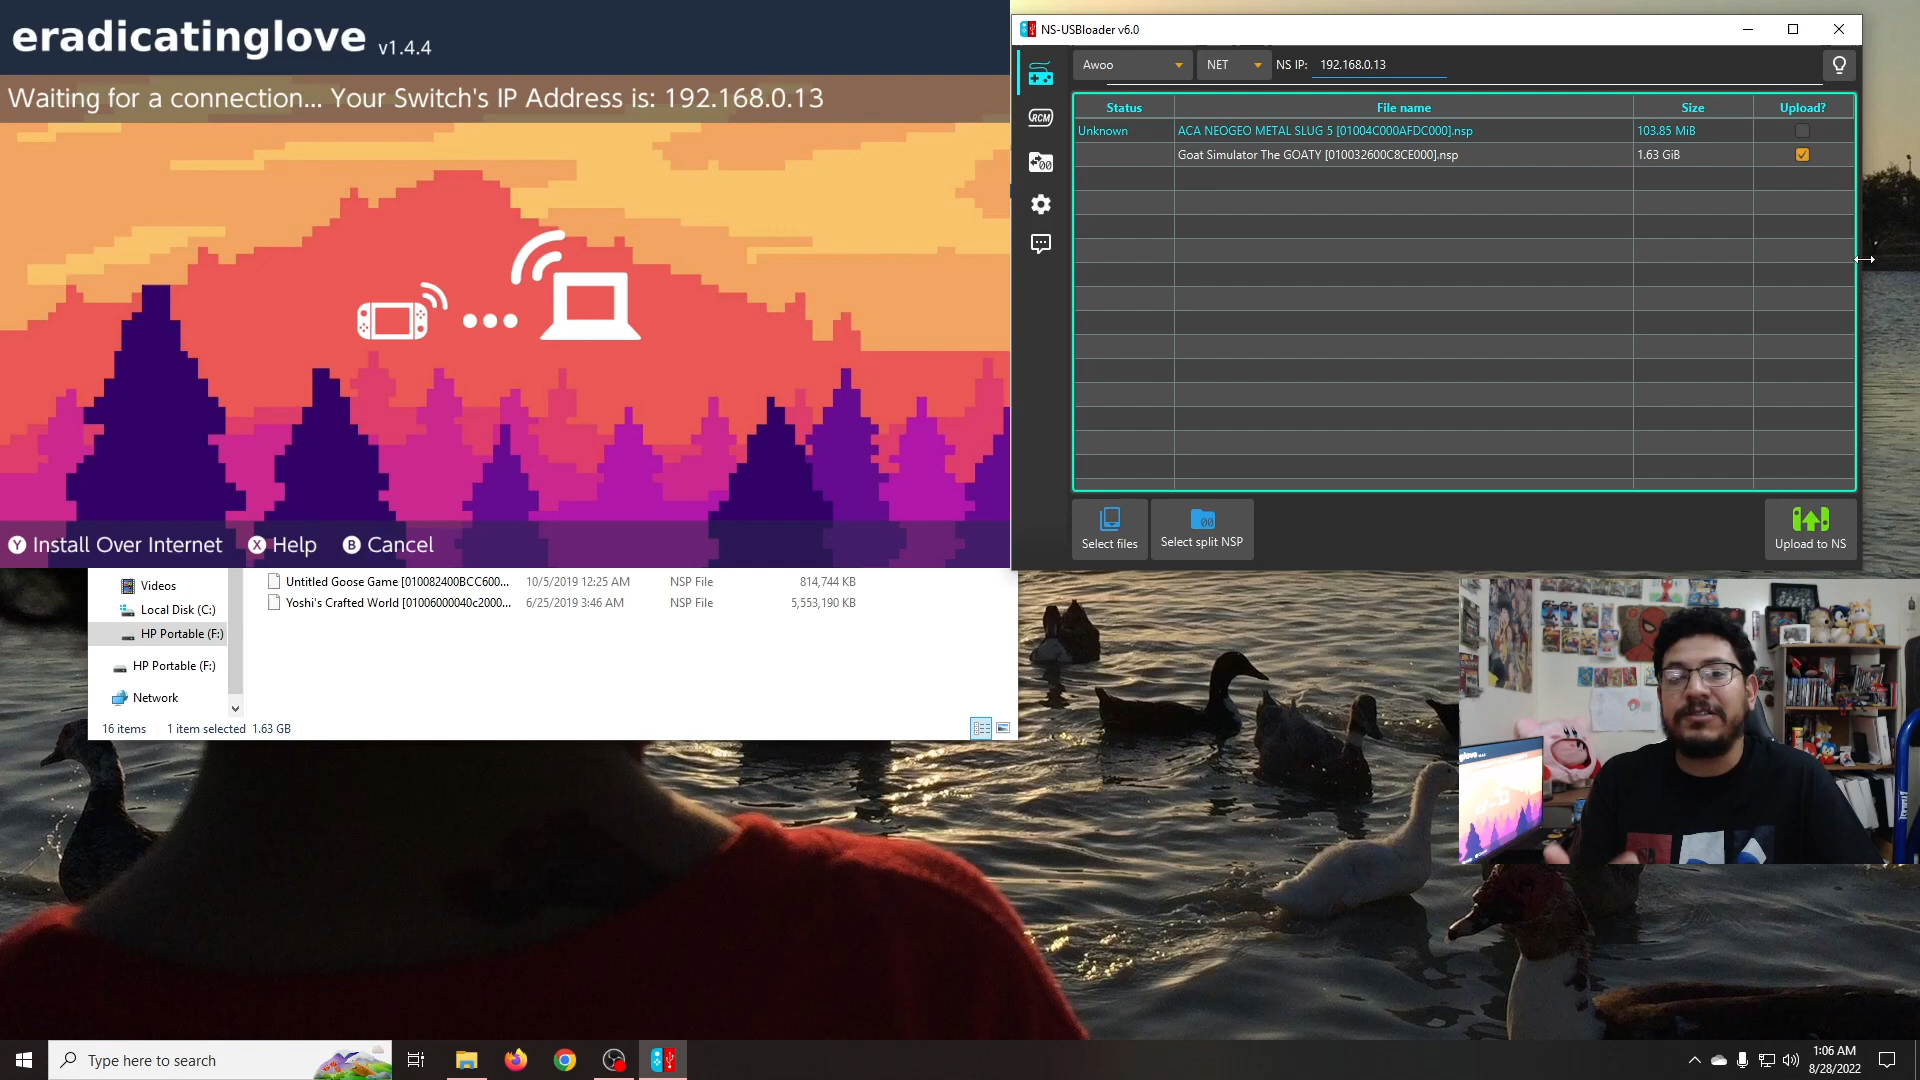 eradicatinglove v1.4.4
Waiting for a connection... Your Switch's IP Address is: 192.168.0.13
Y Install Over Internet X Help B Cancel
NS-USBloader v6.0
Awoo NET NS IP: 192.168.0.13
RCM
Status File name Size Upload?
Unknown ACA NEOGEO METAL SLUG 5 [01004C000AFDC000].nsp 103.85 MiB
Goat Simulator The GOATY [010032600C8CE000].nsp 1.63 GiB
Select files
Select split NSP
Upload to NS
Videos
Local Disk (C:)
HP Portable (F:)
HP Portable (F:)
Network
Untitled Goose Game [010082400BCC600... 10/5/2019 12:25 AM NSP File 814,744 KB
Yoshi's Crafted World [01006000040c2000... 6/25/2019 3:46 AM NSP File 5,553,190 KB
16 items 1 item selected 1.63 GB
Type here to search
1:06 AM
8/28/2022